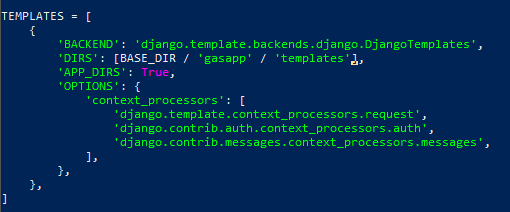 TEMPLATES = [
    {
        'BACKEND': 'django.template.backends.django.DjangoTemplates',
        'DIRS': [BASE_DIR / 'gasapp' / 'templates'],
        'APP_DIRS': True,
        'OPTIONS': {
            'context_processors': [
                'django.template.context_processors.request',
                'django.contrib.auth.context_processors.auth',
                'django.contrib.messages.context_processors.messages',
            ],
        },
    },
]